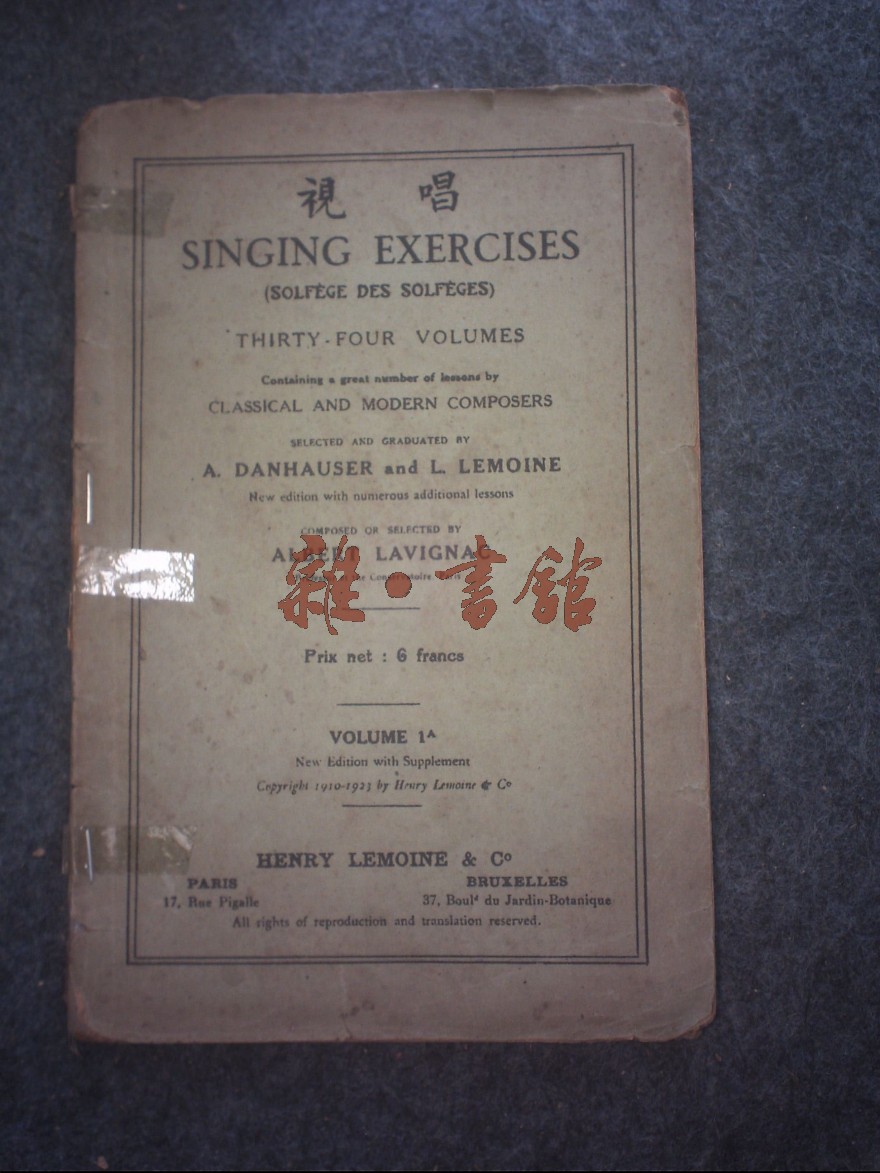 視 唱
SINGING EXERCISES
(SOLFÈGE DES SOLFÈGES)
THIRTY-FOUR VOLUMES
Containing a great number of lessons by
CLASSICAL AND MODERN COMPOSERS
SELECTED AND GRADUATED BY
A. DANHAUSER and L. LEMOINE
New edition with numerous additional lessons
COMPOSED OR SELECTED BY
ALBERT LAVIGNAC
Conservatoire, Paris
雜·書館
Prix net : 6 francs
VOLUME 1A
New Edition with Supplement
Copyright 1910-1923 by Henry Lemoine & Co
HENRY LEMOINE & Co
PARIS BRUXELLES
17, Rue Pigalle 37, Bould du Jardin-Botanique
All rights of reproduction and translation reserved.